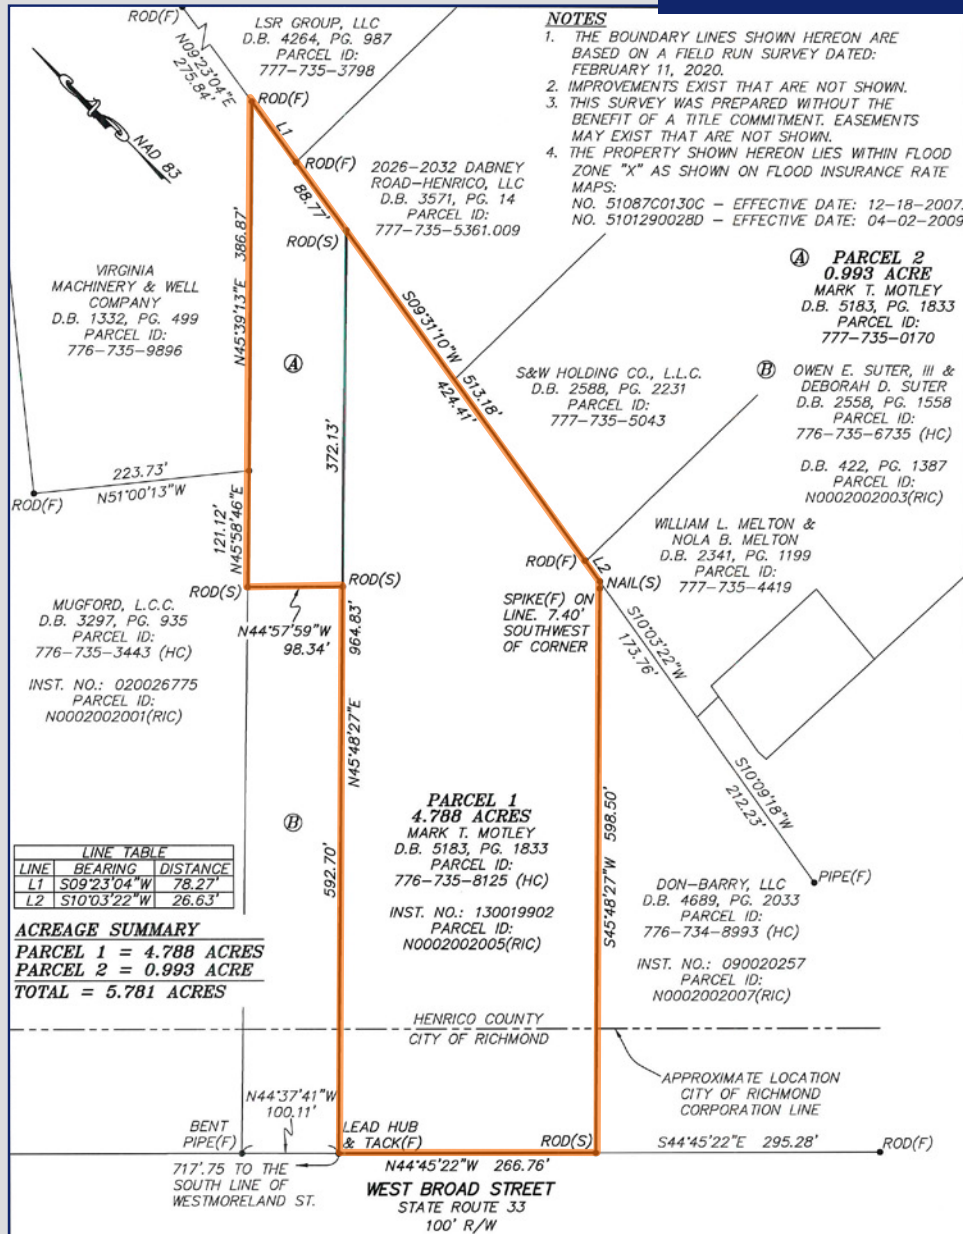 NOTES
1. THE BOUNDARY LINES SHOWN HEREON ARE
BASED ON A FIELD RUN SURVEY DATED:
FEBRUARY 11, 2020.
2. IMPROVEMENTS EXIST THAT ARE NOT SHOWN.
3. THIS SURVEY WAS PREPARED WITHOUT THE
BENEFIT OF A TITLE COMMITMENT. EASEMENTS
MAY EXIST THAT ARE NOT SHOWN.
4. THE PROPERTY SHOWN HEREON LIES WITHIN FLOOD
ZONE "X" AS SHOWN ON FLOOD INSURANCE RATE
MAPS:
NO. 51087C0130C – EFFECTIVE DATE: 12–18–2007.
NO. 5101290028D – EFFECTIVE DATE: 04–02–2009
ROD(F)
N09°23'04"E
275.84'
NAD 83
LSR GROUP, LLC
D.B. 4264, PG. 987
PARCEL ID:
777–735–3798
ROD(F)
L1
ROD(F)
88.77'
ROD(S)
2026–2032 DABNEY
ROAD–HENRICO, LLC
D.B. 3571, PG. 14
PARCEL ID:
777–735–5361.009
N45°39'13"E 386.87'
VIRGINIA
MACHINERY & WELL
COMPANY
D.B. 1332, PG. 499
PARCEL ID:
776–735–9896
A
372.13'
S09°31'10"W 513.18'
424.41'
S&W HOLDING CO., L.L.C.
D.B. 2588, PG. 2231
PARCEL ID:
777–735–5043
A PARCEL 2
0.993 ACRE
MARK T. MOTLEY
D.B. 5183, PG. 1833
PARCEL ID:
777–735–0170
B OWEN E. SUTER, III &
DEBORAH D. SUTER
D.B. 2558, PG. 1558
PARCEL ID:
776–735–6735 (HC)
D.B. 422, PG. 1387
PARCEL ID:
N0002002003(RIC)
223.73'
N51°00'13"W
ROD(F)
121.12'
N45°58'46"E
ROD(S)
ROD(S)
N44°57'59"W
98.34'
WILLIAM L. MELTON &
NOLA B. MELTON
D.B. 2341, PG. 1199
PARCEL ID:
777–735–4419
ROD(F)
L2
NAIL(S)
SPIKE(F) ON
LINE. 7.40'
SOUTHWEST
OF CORNER
S10°03'22"W
173.76'
S10°09'18"W
212.23'
PIPE(F)
MUGFORD, L.C.C.
D.B. 3297, PG. 935
PARCEL ID:
776–735–3443 (HC)
INST. NO.: 020026775
PARCEL ID:
N0002002001(RIC)
N45°48'27"E 964.83'
592.70'
B
PARCEL 1
4.788 ACRES
MARK T. MOTLEY
D.B. 5183, PG. 1833
PARCEL ID:
776–735–8125 (HC)
INST. NO.: 130019902
PARCEL ID:
N0002002005(RIC)
S45°48'27"W 598.50'
DON–BARRY, LLC
D.B. 4689, PG. 2033
PARCEL ID:
776–734–8993 (HC)
INST. NO.: 090020257
PARCEL ID:
N0002002007(RIC)
LINE TABLE
LINE BEARING DISTANCE
L1 S09°23'04"W 78.27'
L2 S10°03'22"W 26.63'
ACREAGE SUMMARY
PARCEL 1 = 4.788 ACRES
PARCEL 2 = 0.993 ACRE
TOTAL = 5.781 ACRES
HENRICO COUNTY
CITY OF RICHMOND
APPROXIMATE LOCATION
CITY OF RICHMOND
CORPORATION LINE
N44°37'41"W
100.11'
BENT
PIPE(F)
LEAD HUB
& TACK(F)
ROD(S)
S44°45'22"E 295.28'
ROD(F)
717'.75 TO THE
SOUTH LINE OF
WESTMORELAND ST.
N44°45'22"W 266.76'
WEST BROAD STREET
STATE ROUTE 33
100' R/W